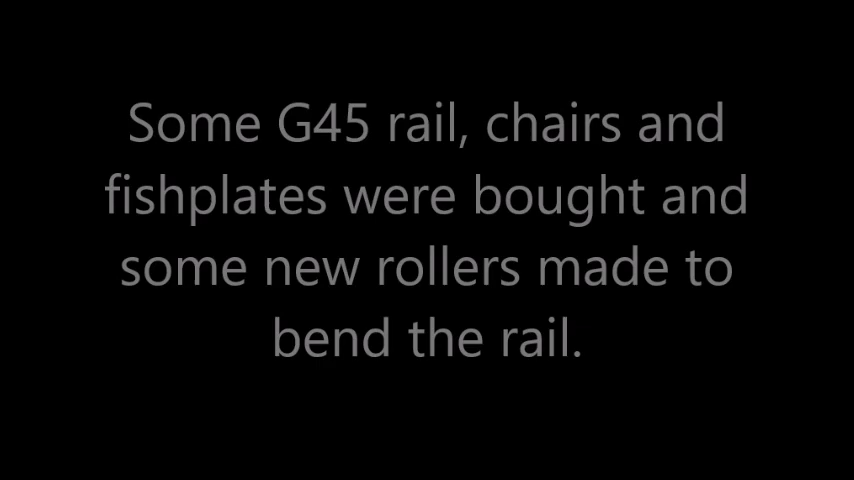 Some G45 rail, chairs and
fishplates were bought and
some new rollers made to
bend the rail.